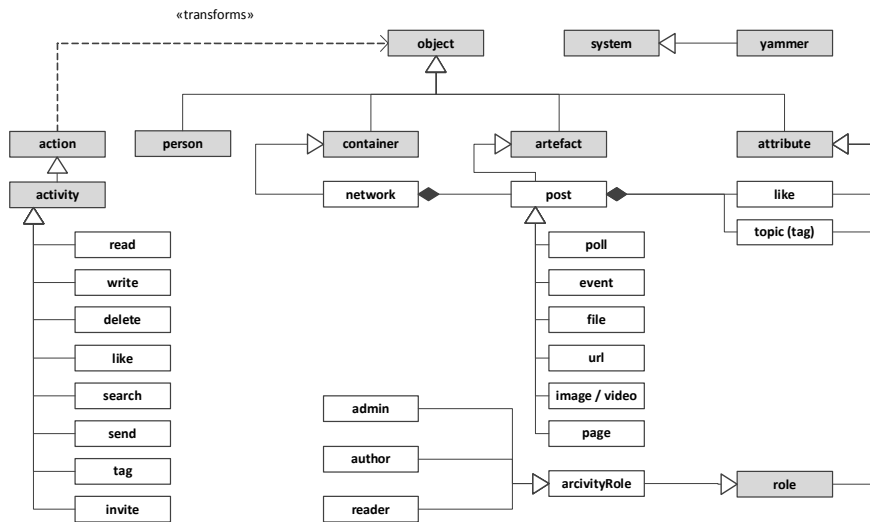 «transforms»
object
system
yammer
action
person
container
artefact
attribute
activity
network
post
like
topic (tag)
read
poll
write
event
delete
file
like
url
search
image / video
admin
send
page
author
tag
arcivityRole
role
reader
invite